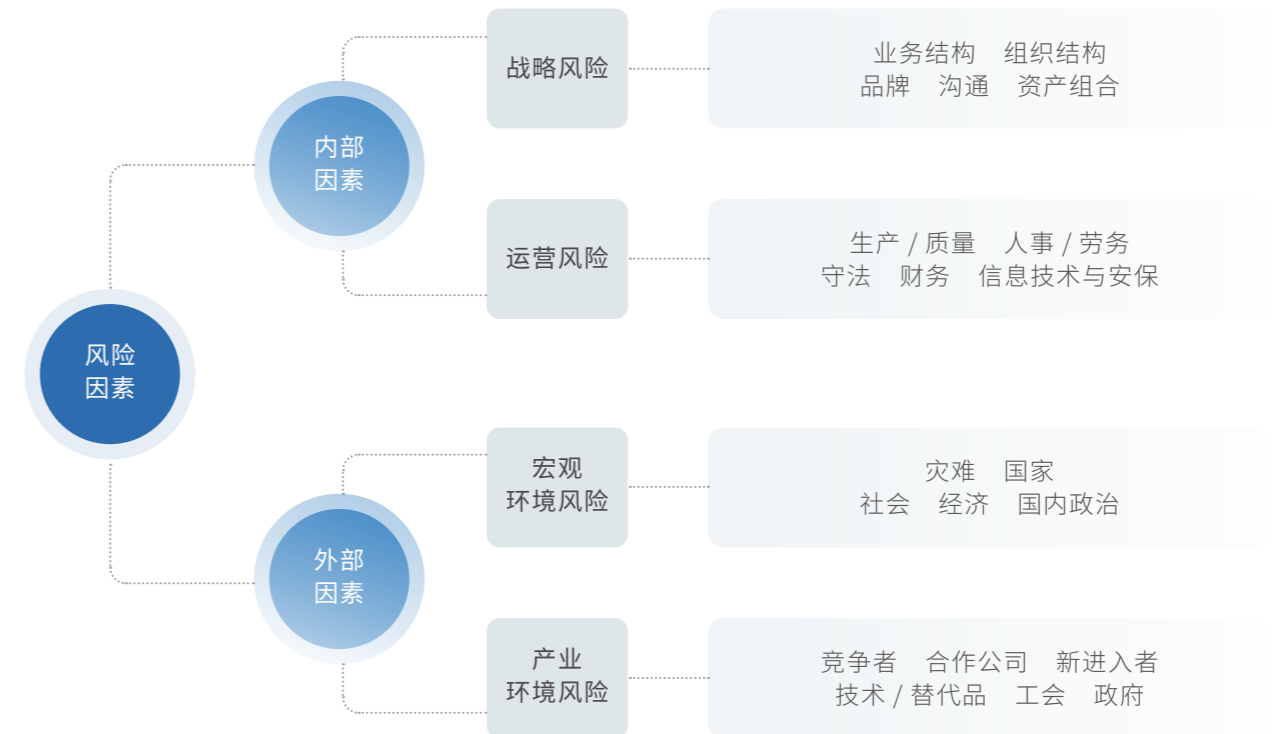 风险
因素
内部
因素
战略风险
业务结构 组织结构
品牌 沟通 资产组合
运营风险
生产 / 质量 人事 / 劳务
守法 财务 信息技术与安保
外部
因素
宏观
环境风险
灾难 国家
社会 经济 国内政治
产业
环境风险
竞争者 合作公司 新进入者
技术 / 替代品 工会 政府